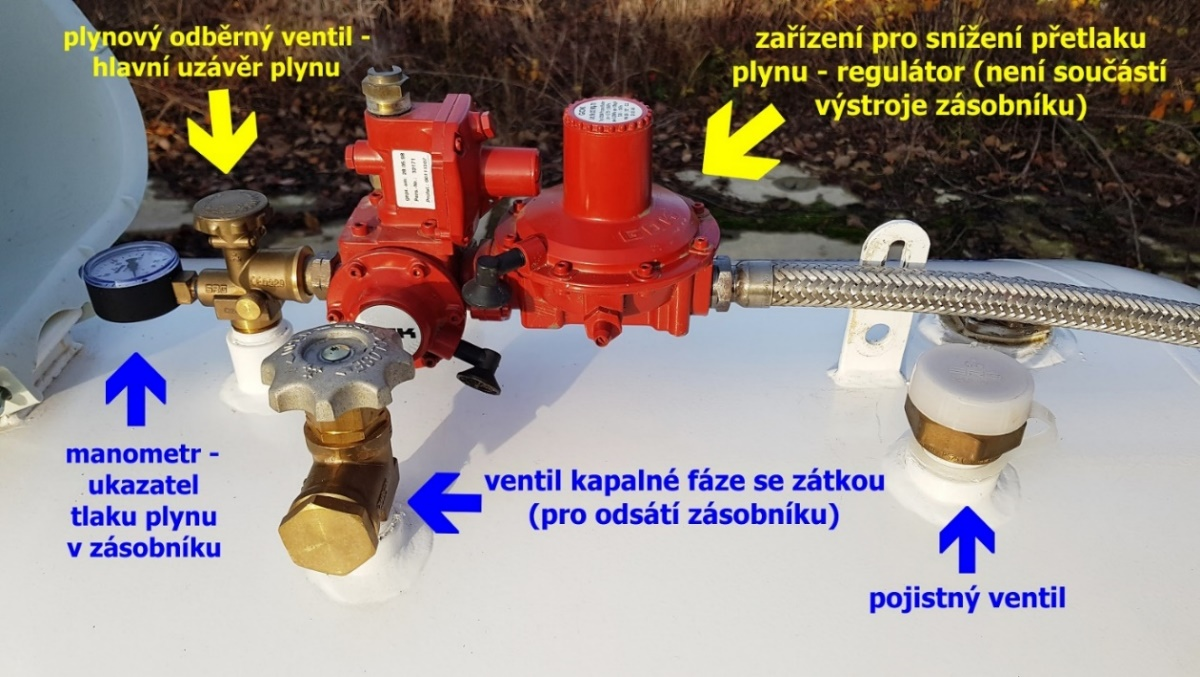 plynový odběrný ventil -
hlavní uzávěr plynu
zařízení pro snížení přetlaku
plynu - regulátor (není součástí
výstroje zásobníku)
manometr -
ukazatel
tlaku plynu
v zásobníku
ventil kapalné fáze se zátkou
(pro odsátí zásobníku)
pojistný ventil